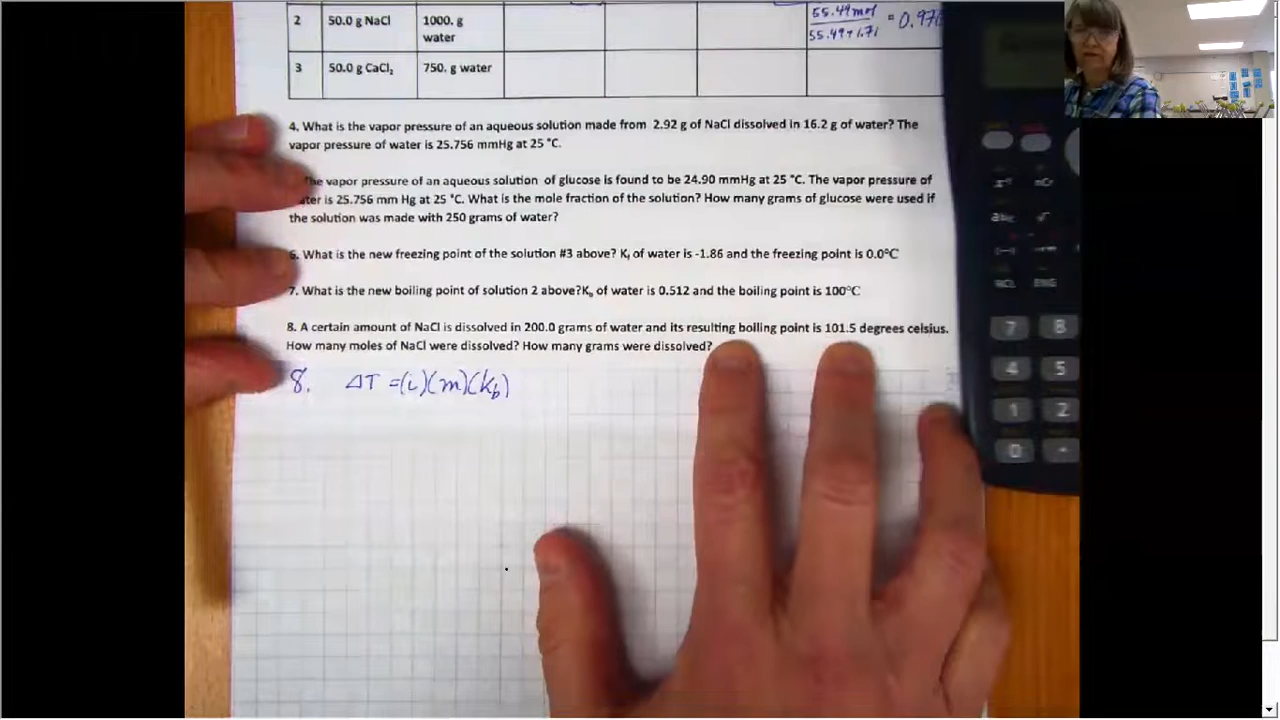 2 50.0 g NaCl 1000. g water 55.49 mol / 55.49+1.71 = 0.970
3 50.0 g CaCl₂ 750. g water
4. What is the vapor pressure of an aqueous solution made from 2.92 g of NaCl dissolved in 16.2 g of water? The
vapor pressure of water is 25.756 mmHg at 25 °C.
he vapor pressure of an aqueous solution of glucose is found to be 24.90 mmHg at 25 °C. The vapor pressure of
ter is 25.756 mm Hg at 25 °C. What is the mole fraction of the solution? How many grams of glucose were used if
the solution was made with 250 grams of water?
6. What is the new freezing point of the solution #3 above? Kf of water is -1.86 and the freezing point is 0.0°C
7. What is the new boiling point of solution 2 above?Kb of water is 0.512 and the boiling point is 100°C
8. A certain amount of NaCl is dissolved in 200.0 grams of water and its resulting boiling point is 101.5 degrees celsius.
How many moles of NaCl were dissolved? How many grams were dissolved?
8. ΔT =(i)(m)(kb)
x⁻¹ nCr
RCL ENG
7 8
4 5
1 2
0